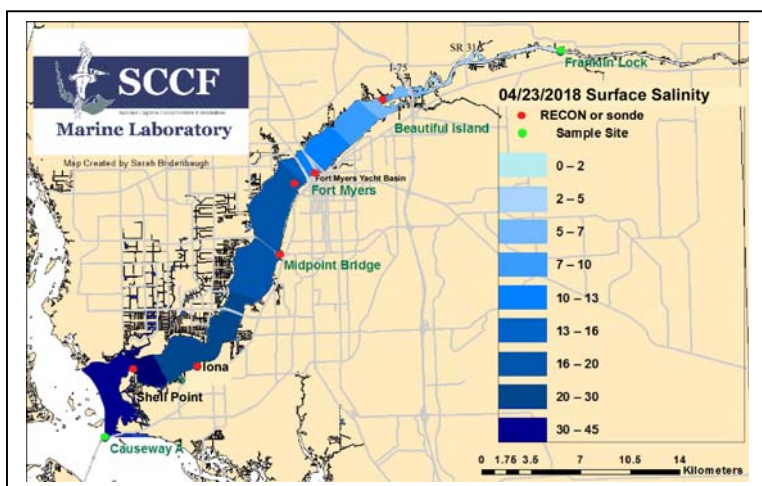 SCCF
Marine Laboratory
Map Created by Sarah Bridenbaugh
I-75
SR 31
Franklin Lock
04/23/2018 Surface Salinity
RECON or sonde
Sample Site
Beautiful Island
Fort Myers Yacht Basin
Fort Myers
Midpoint Bridge
Iona
Shell Point
Causeway A
0 – 2
2 – 5
5 – 7
7 – 10
10 – 13
13 – 16
16 – 20
20 – 30
30 – 45
0 1.75 3.5 7 10.5 14
Kilometers